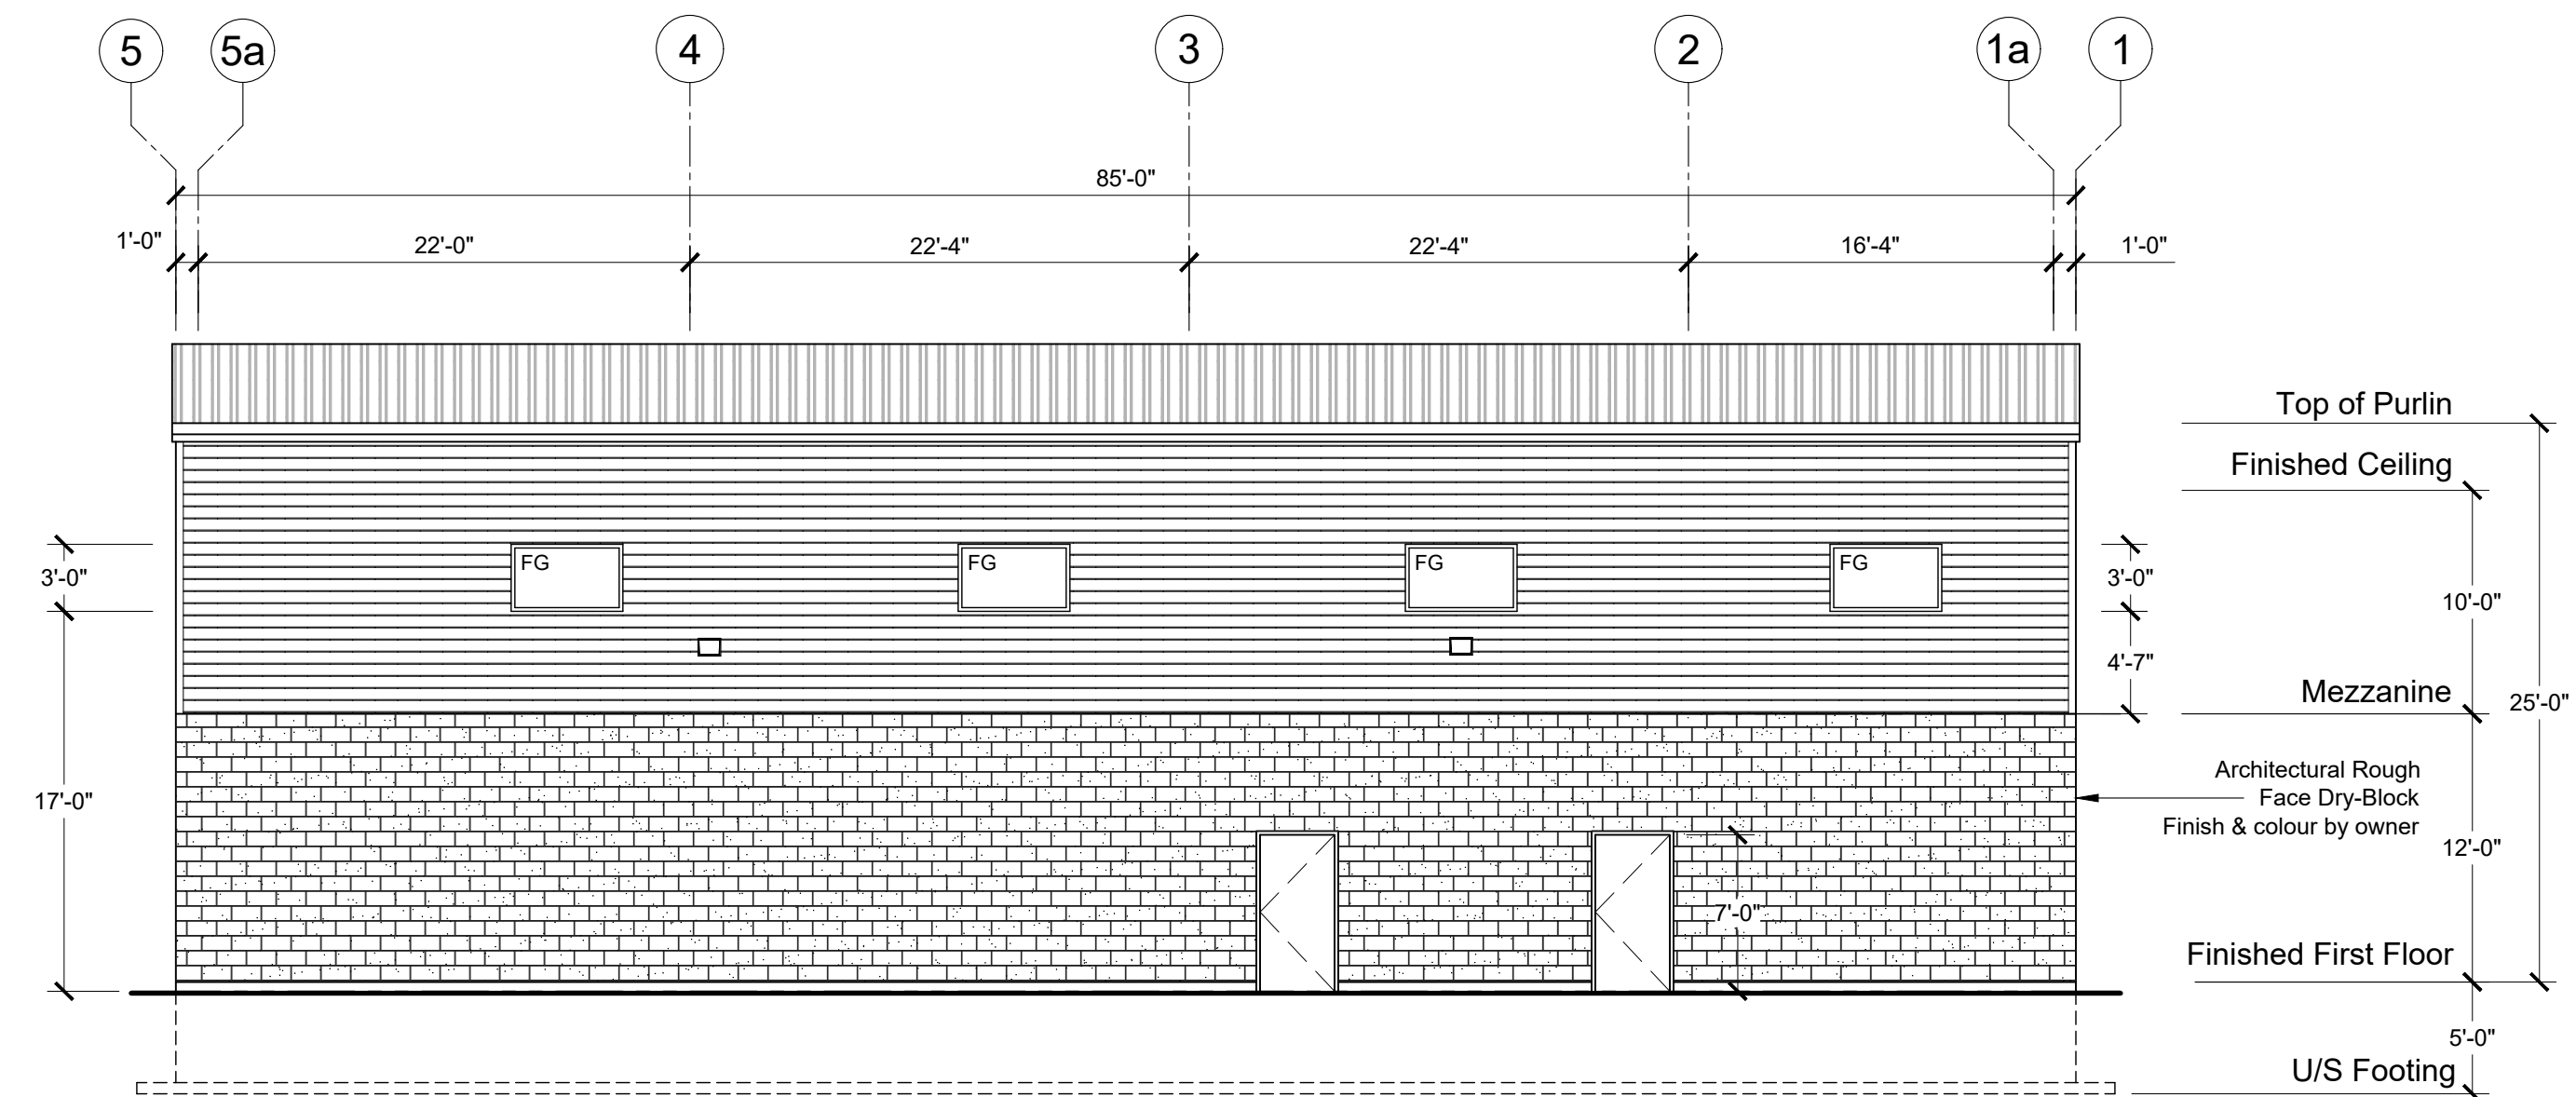 5 5a 4 3 2 1a 1
85'-0"
1'-0" 22'-0" 22'-4" 22'-4" 16'-4" 1'-0"
Top of Purlin
Finished Ceiling
FG FG FG FG
3'-0" 3'-0"
10'-0"
4'-7"
Mezzanine
25'-0"
Architectural Rough
Face Dry-Block
Finish & colour by owner
17'-0"
12'-0"
7'-0"
Finished First Floor
5'-0"
U/S Footing